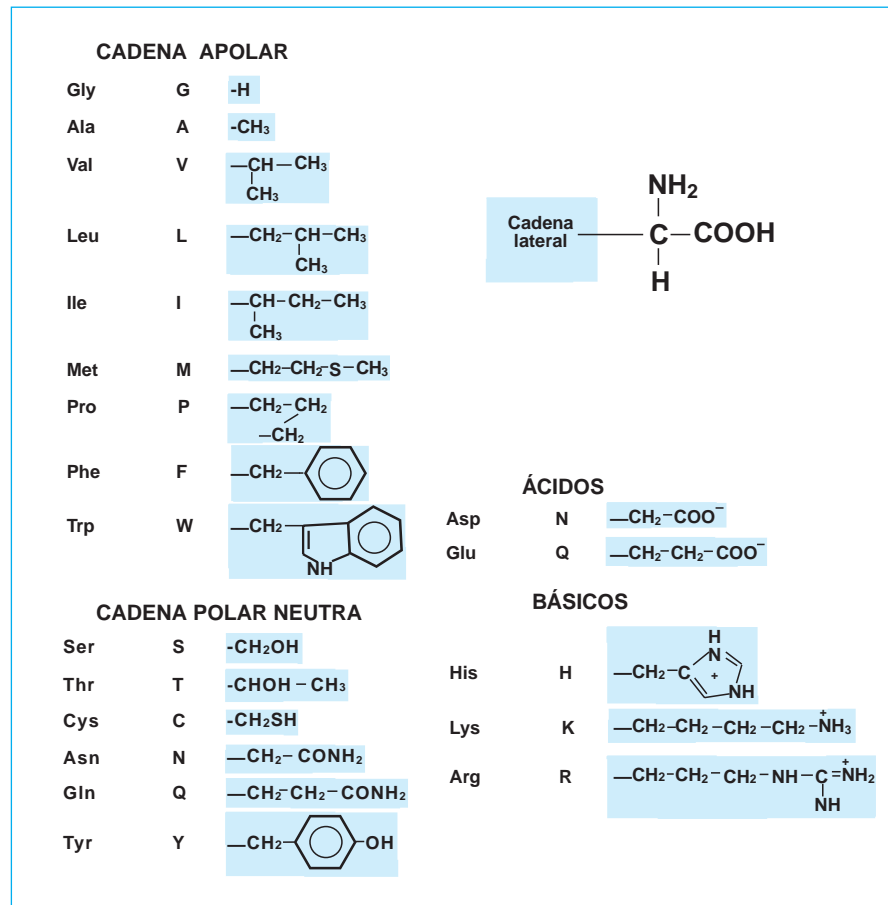 CADENA APOLAR
Gly G -H
Ala A -CH₃
Val V —CH—CH₃
CH₃
Leu L —CH₂—CH—CH₃
CH₃
Ile I —CH—CH₂—CH₃
CH₃
Met M —CH₂—CH₂—S—CH₃
Pro P —CH₂—CH₂
—CH₂
Phe F —CH₂—
Trp W —CH₂—
NH
CADENA POLAR NEUTRA
Ser S -CH₂OH
Thr T -CHOH—CH₃
Cys C -CH₂SH
Asn N —CH₂—CONH₂
Gln Q —CH₂—CH₂—CONH₂
Tyr Y —CH₂— —OH
NH₂
Cadena
lateral
C—COOH
H
ÁCIDOS
Asp N —CH₂—COO⁻
Glu Q —CH₂—CH₂—COO⁻
BÁSICOS
H
N
His H —CH₂—C
+
NH
+
Lys K —CH₂—CH₂—CH₂—CH₂—NH₃
+
Arg R —CH₂—CH₂—CH₂—NH—C=NH₂
NH